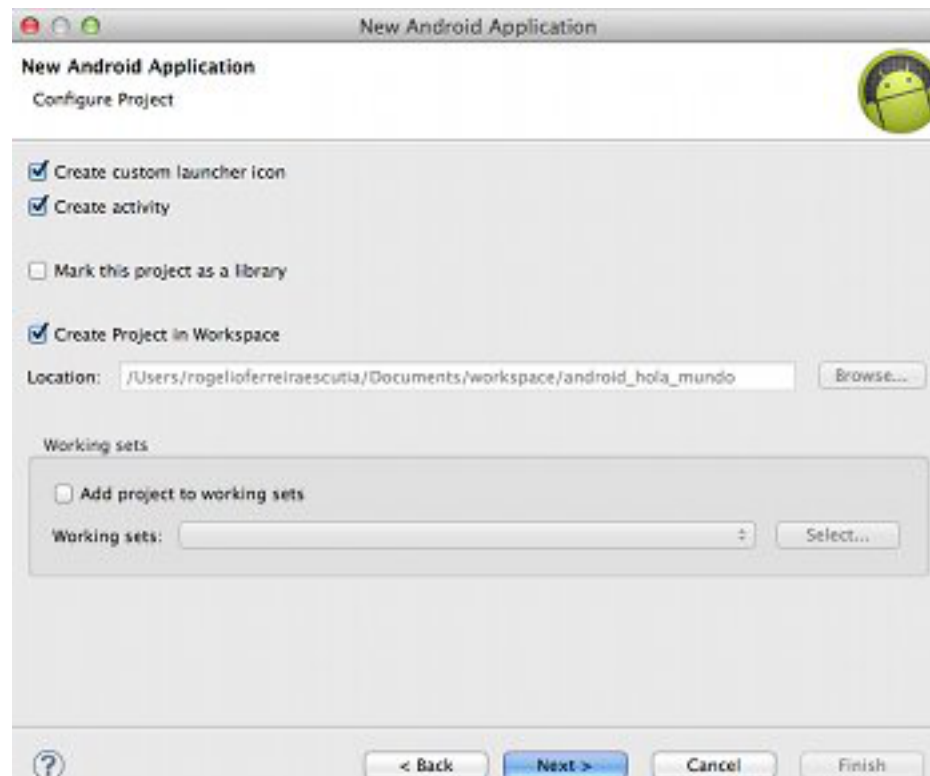 New Android Application
New Android Application
Configure Project
Create custom launcher icon
Create activity
Mark this project as a library
Create Project in Workspace
Location: /Users/rogelioferreiraescutia/Documents/workspace/android_hola_mundo Browse...
Working sets
Add project to working sets
Working sets: Select...
? < Back Next > Cancel Finish